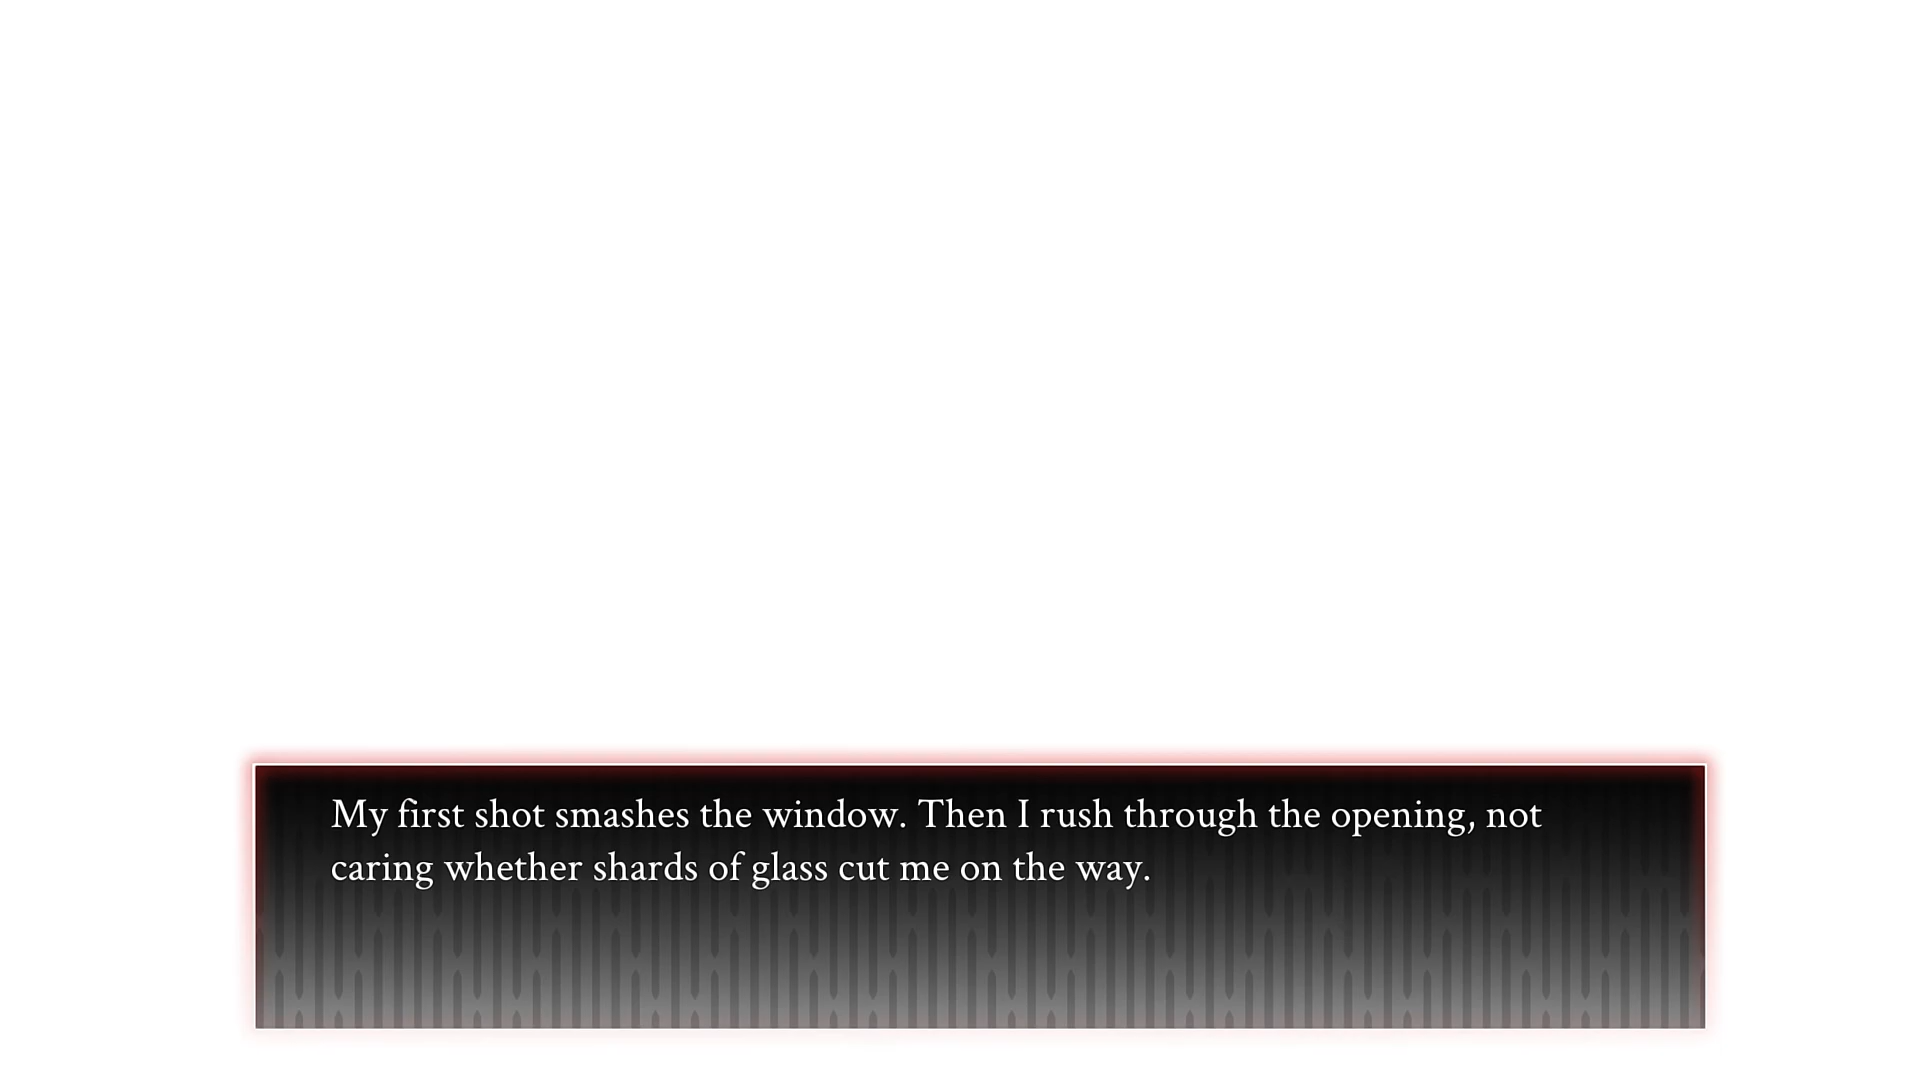 My first shot smashes the window. Then I rush through the opening, not
caring whether shards of glass cut me on the way.